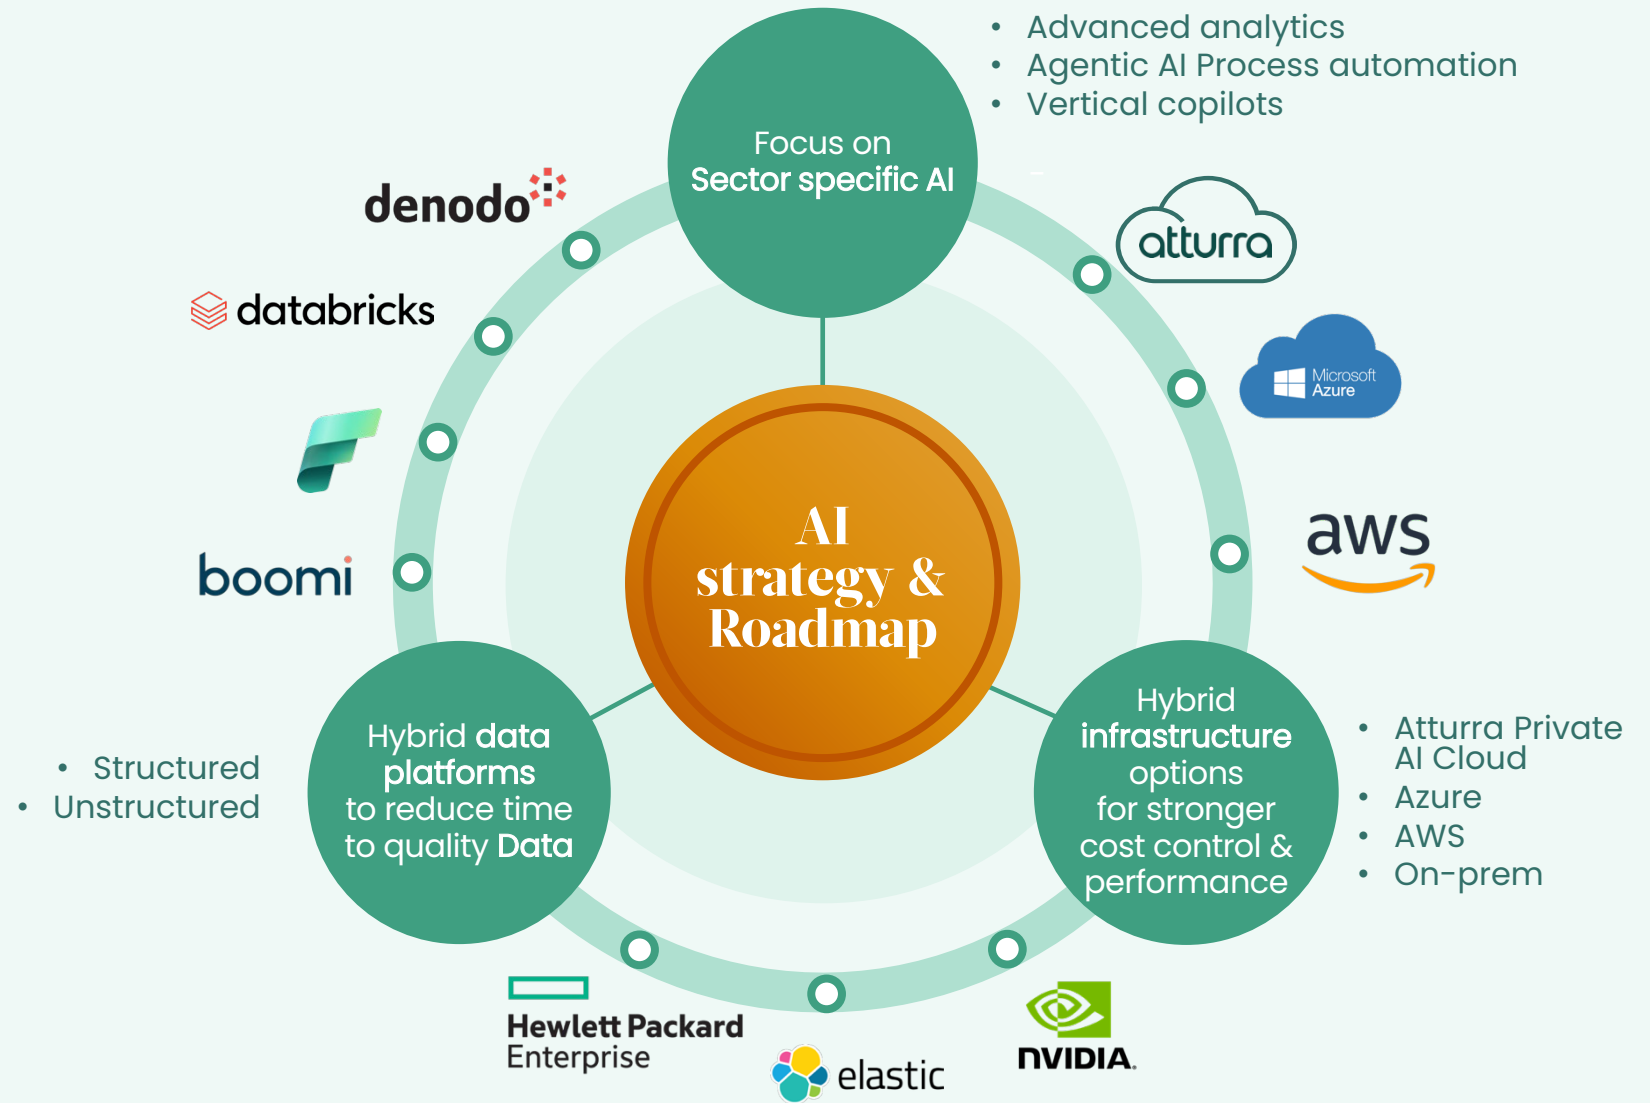 • Advanced analytics
• Agentic AI Process automation
• Vertical copilots
Focus on
Sector specific AI
denodo
atturra
databricks
Microsoft
Azure
aws
boomi
AI
strategy &
Roadmap
Hybrid data
platforms
to reduce time
to quality Data
• Structured
• Unstructured
Hybrid
infrastructure
options
for stronger
cost control &
performance
• Atturra Private
AI Cloud
• Azure
• AWS
• On-prem
Hewlett Packard
Enterprise
elastic
NVIDIA.